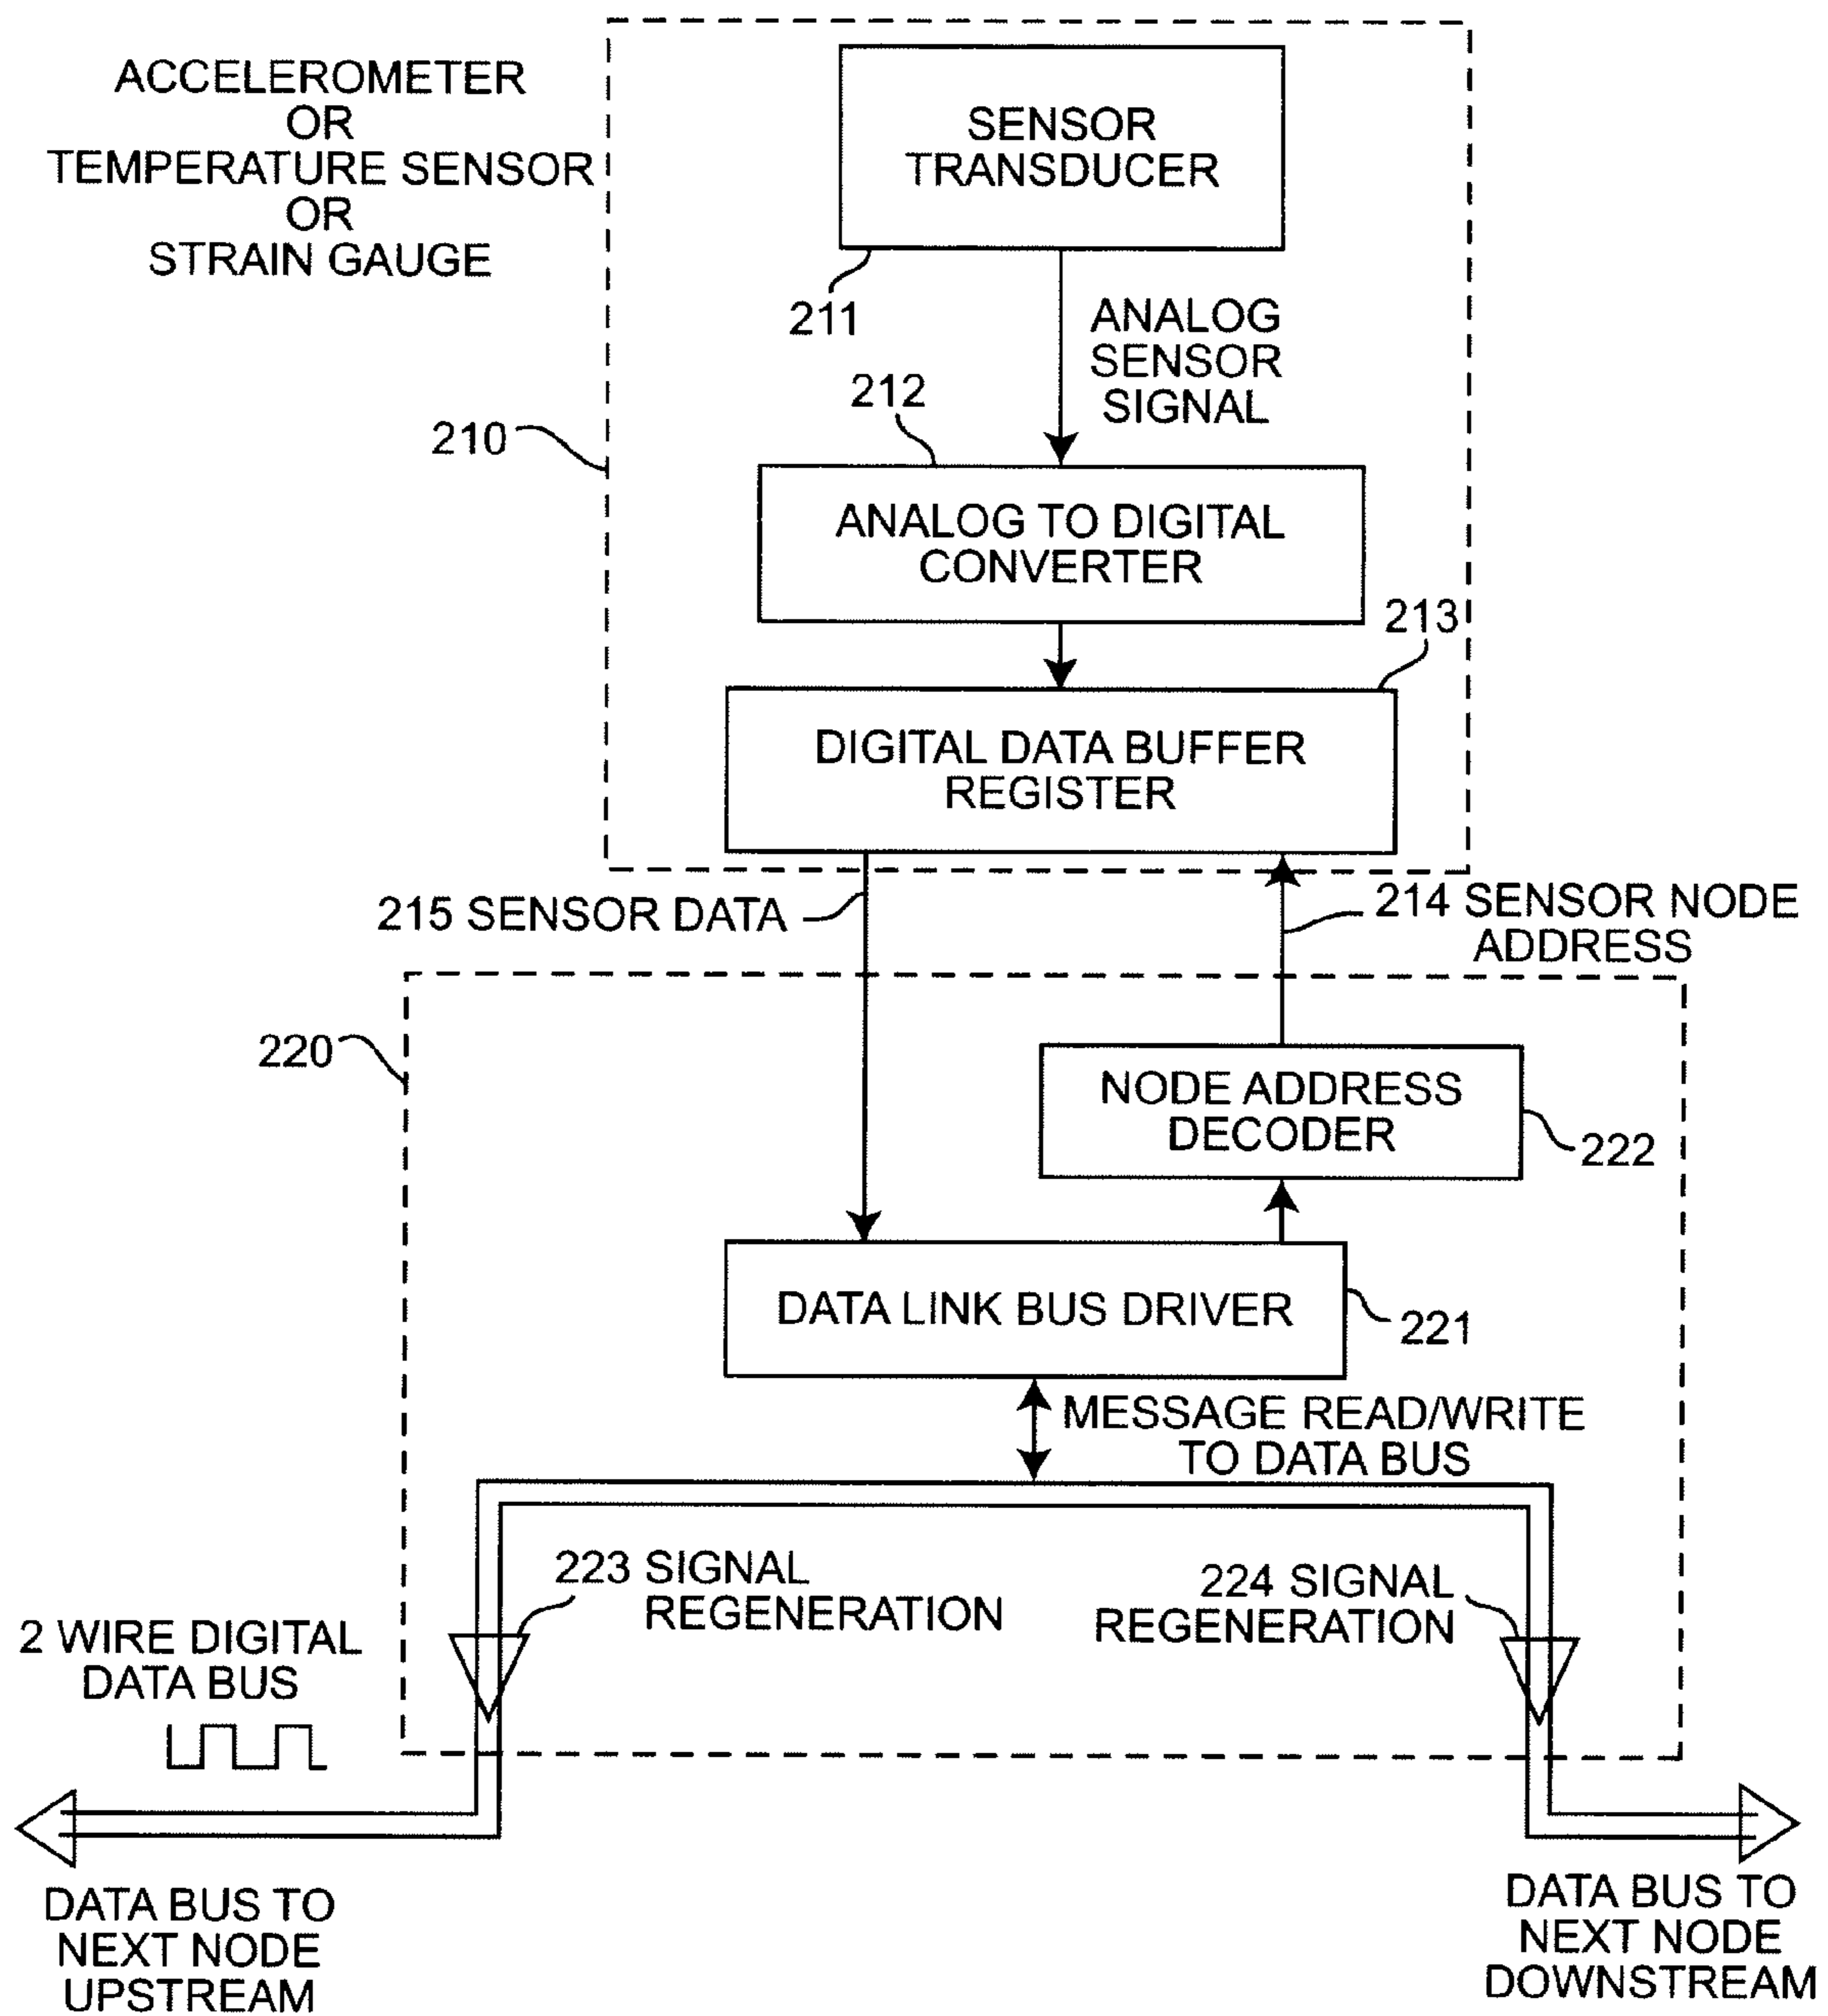 ACCELEROMETER
OR
TEMPERATURE SENSOR
OR
STRAIN GAUGE
SENSOR
TRANSDUCER
211
ANALOG
SENSOR
SIGNAL
212
210
ANALOG TO DIGITAL
CONVERTER
213
DIGITAL DATA BUFFER
REGISTER
215 SENSOR DATA
214 SENSOR NODE
ADDRESS
220
NODE ADDRESS
DECODER
222
DATA LINK BUS DRIVER
221
MESSAGE READ/WRITE
TO DATA BUS
223 SIGNAL
REGENERATION
224 SIGNAL
REGENERATION
2 WIRE DIGITAL
DATA BUS
DATA BUS TO
NEXT NODE
UPSTREAM
DATA BUS TO
NEXT NODE
DOWNSTREAM